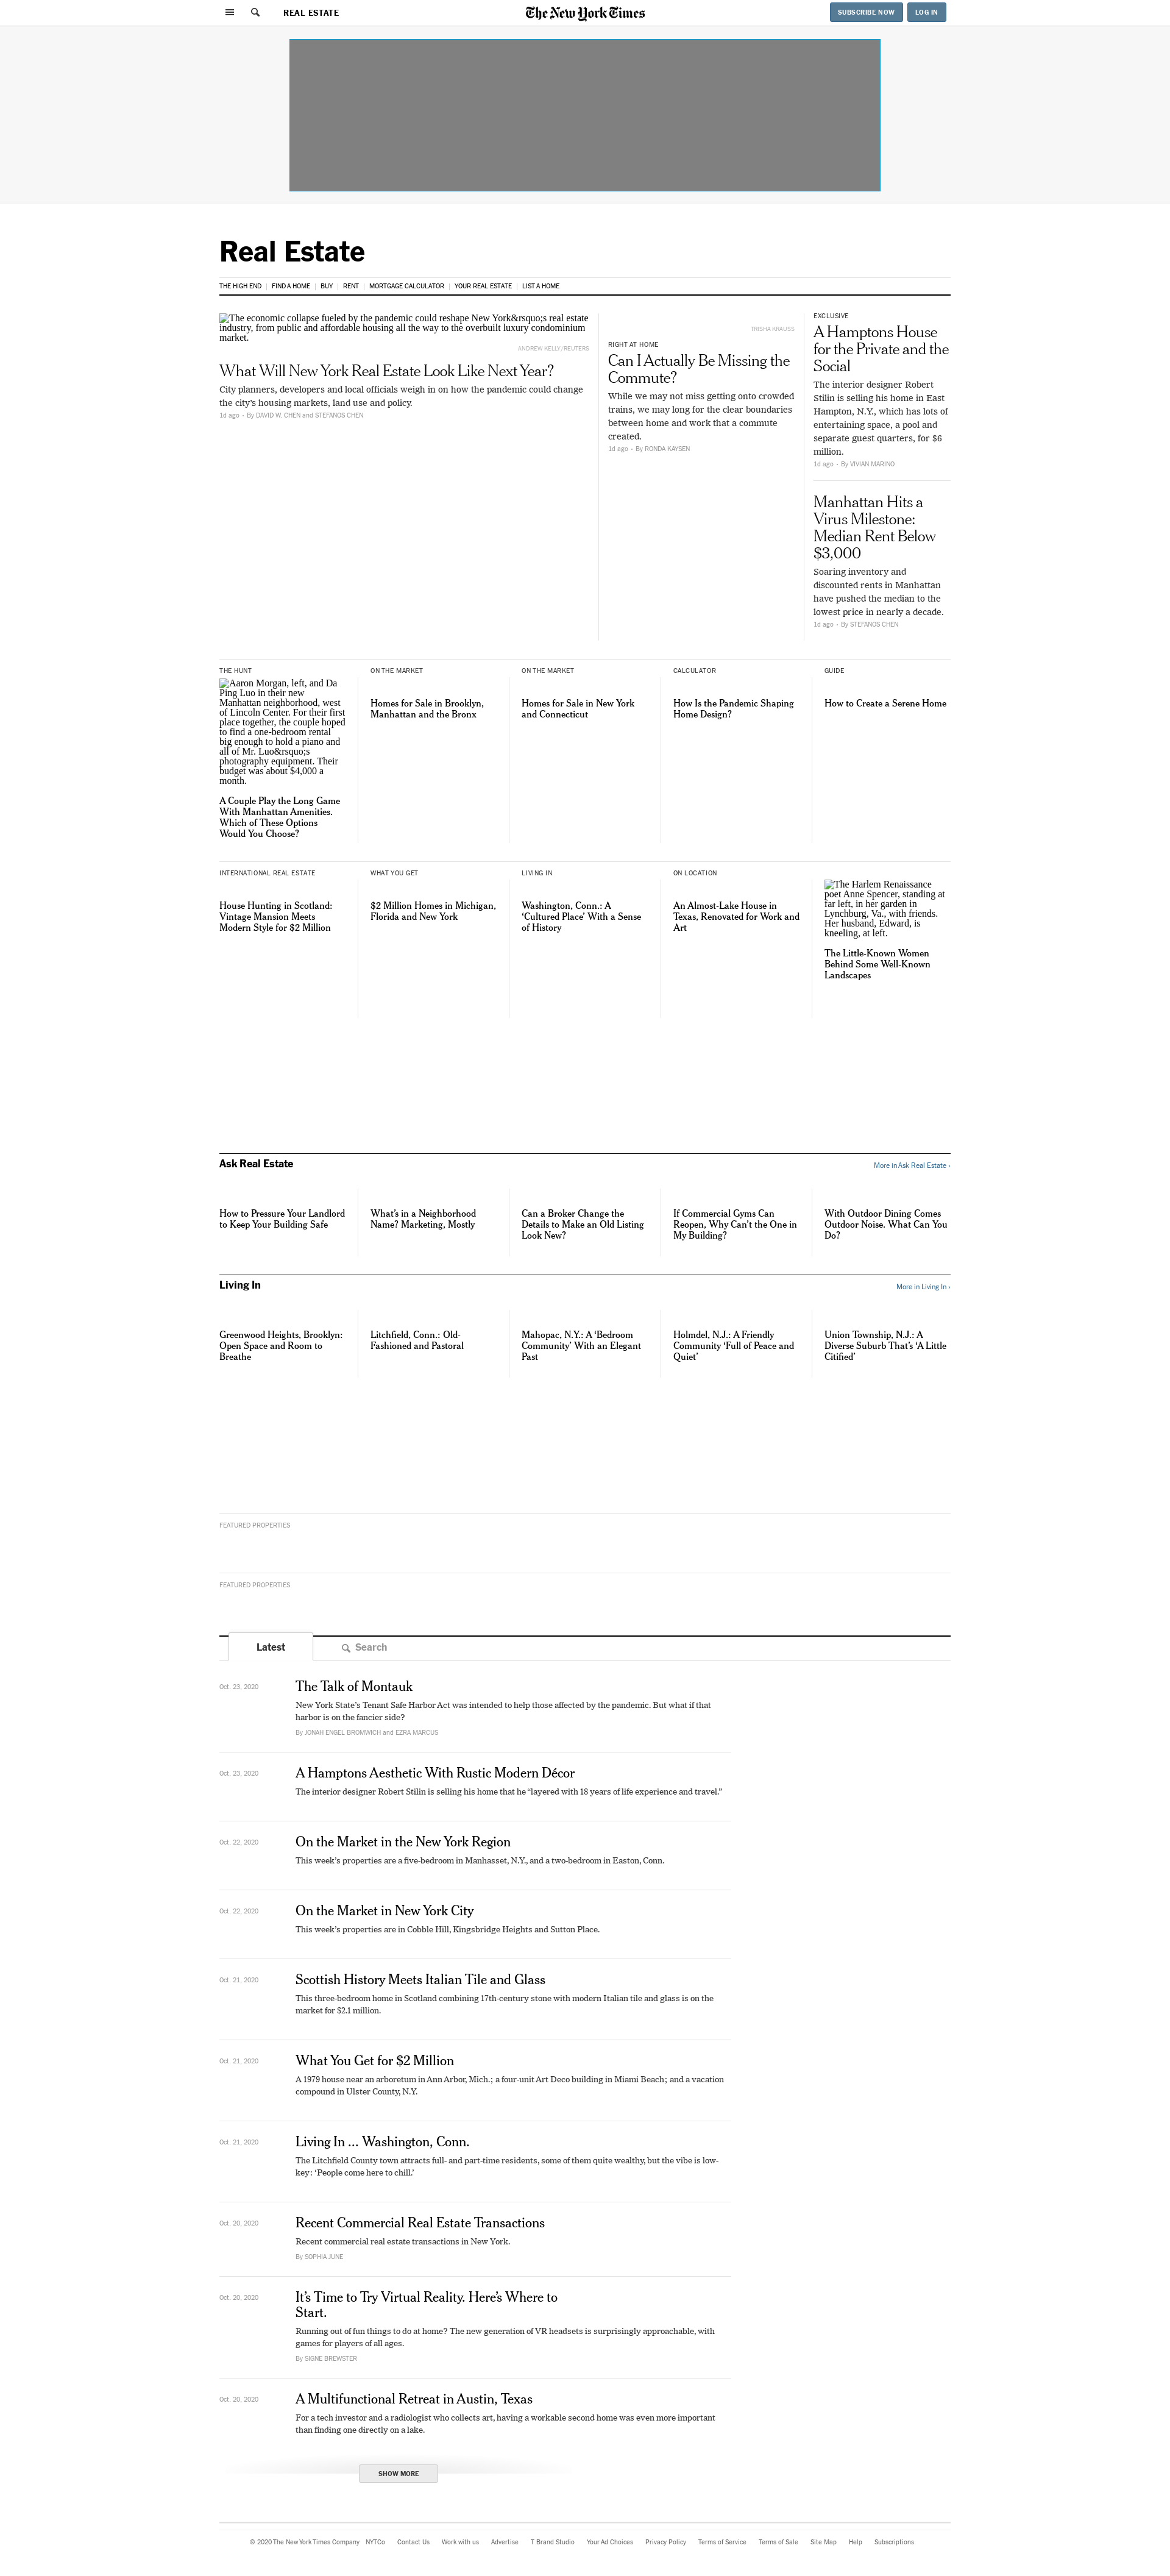 REAL ESTATE
The New York Times
SUBSCRIBE NOW
LOG IN
Real Estate
THE HIGH END | FIND A HOME | BUY | RENT | MORTGAGE CALCULATOR | YOUR REAL ESTATE | LIST A HOME
The economic collapse fueled by the pandemic could reshape New York&rsquo;s real estate
industry, from public and affordable housing all the way to the overbuilt luxury condominium
market.
ANDREW KELLY/REUTERS
What Will New York Real Estate Look Like Next Year?
City planners, developers and local officials weigh in on how the pandemic could change
the city's housing markets, land use and policy.
1d ago • By DAVID W. CHEN and STEFANOS CHEN
TRISHA KRAUSS
RIGHT AT HOME
Can I Actually Be Missing the
Commute?
While we may not miss getting onto crowded
trains, we may long for the clear boundaries
between home and work that a commute
created.
1d ago • By RONDA KAYSEN
EXCLUSIVE
A Hamptons House
for the Private and the
Social
The interior designer Robert
Stilin is selling his home in East
Hampton, N.Y., which has lots of
entertaining space, a pool and
separate guest quarters, for $6
million.
1d ago • By VIVIAN MARINO
Manhattan Hits a
Virus Milestone:
Median Rent Below
$3,000
Soaring inventory and
discounted rents in Manhattan
have pushed the median to the
lowest price in nearly a decade.
1d ago • By STEFANOS CHEN
THE HUNT
Aaron Morgan, left, and Da
Ping Luo in their new
Manhattan neighborhood, west
of Lincoln Center. For their first
place together, the couple hoped
to find a one-bedroom rental
big enough to hold a piano and
all of Mr. Luo&rsquo;s
photography equipment. Their
budget was about $4,000 a
month.
A Couple Play the Long Game
With Manhattan Amenities.
Which of These Options
Would You Choose?
ON THE MARKET
Homes for Sale in Brooklyn,
Manhattan and the Bronx
ON THE MARKET
Homes for Sale in New York
and Connecticut
CALCULATOR
How Is the Pandemic Shaping
Home Design?
GUIDE
How to Create a Serene Home
INTERNATIONAL REAL ESTATE
House Hunting in Scotland:
Vintage Mansion Meets
Modern Style for $2 Million
WHAT YOU GET
$2 Million Homes in Michigan,
Florida and New York
LIVING IN
Washington, Conn.: A
‘Cultured Place’ With a Sense
of History
ON LOCATION
An Almost-Lake House in
Texas, Renovated for Work and
Art
The Harlem Renaissance
poet Anne Spencer, standing at
far left, in her garden in
Lynchburg, Va., with friends.
Her husband, Edward, is
kneeling, at left.
The Little-Known Women
Behind Some Well-Known
Landscapes
Ask Real Estate
More in Ask Real Estate ›
How to Pressure Your Landlord
to Keep Your Building Safe
What’s in a Neighborhood
Name? Marketing, Mostly
Can a Broker Change the
Details to Make an Old Listing
Look New?
If Commercial Gyms Can
Reopen, Why Can’t the One in
My Building?
With Outdoor Dining Comes
Outdoor Noise. What Can You
Do?
Living In
More in Living In ›
Greenwood Heights, Brooklyn:
Open Space and Room to
Breathe
Litchfield, Conn.: Old-
Fashioned and Pastoral
Mahopac, N.Y.: A ‘Bedroom
Community’ With an Elegant
Past
Holmdel, N.J.: A Friendly
Community ‘Full of Peace and
Quiet’
Union Township, N.J.: A
Diverse Suburb That’s ‘A Little
Citified’
FEATURED PROPERTIES
FEATURED PROPERTIES
Latest
Search
Oct. 23, 2020
The Talk of Montauk
New York State’s Tenant Safe Harbor Act was intended to help those affected by the pandemic. But what if that
harbor is on the fancier side?
By JONAH ENGEL BROMWICH and EZRA MARCUS
Oct. 23, 2020
A Hamptons Aesthetic With Rustic Modern Décor
The interior designer Robert Stilin is selling his home that he “layered with 18 years of life experience and travel.”
Oct. 22, 2020
On the Market in the New York Region
This week’s properties are a five-bedroom in Manhasset, N.Y., and a two-bedroom in Easton, Conn.
Oct. 22, 2020
On the Market in New York City
This week’s properties are in Cobble Hill, Kingsbridge Heights and Sutton Place.
Oct. 21, 2020
Scottish History Meets Italian Tile and Glass
This three-bedroom home in Scotland combining 17th-century stone with modern Italian tile and glass is on the
market for $2.1 million.
Oct. 21, 2020
What You Get for $2 Million
A 1979 house near an arboretum in Ann Arbor, Mich.; a four-unit Art Deco building in Miami Beach; and a vacation
compound in Ulster County, N.Y.
Oct. 21, 2020
Living In ... Washington, Conn.
The Litchfield County town attracts full- and part-time residents, some of them quite wealthy, but the vibe is low-
key: ‘People come here to chill.’
Oct. 20, 2020
Recent Commercial Real Estate Transactions
Recent commercial real estate transactions in New York.
By SOPHIA JUNE
Oct. 20, 2020
It’s Time to Try Virtual Reality. Here’s Where to
Start.
Running out of fun things to do at home? The new generation of VR headsets is surprisingly approachable, with
games for players of all ages.
By SIGNE BREWSTER
Oct. 20, 2020
A Multifunctional Retreat in Austin, Texas
For a tech investor and a radiologist who collects art, having a workable second home was even more important
than finding one directly on a lake.
SHOW MORE
© 2020 The New York Times Company NYTCo Contact Us Work with us Advertise T Brand Studio Your Ad Choices Privacy Policy Terms of Service Terms of Sale Site Map Help Subscriptions